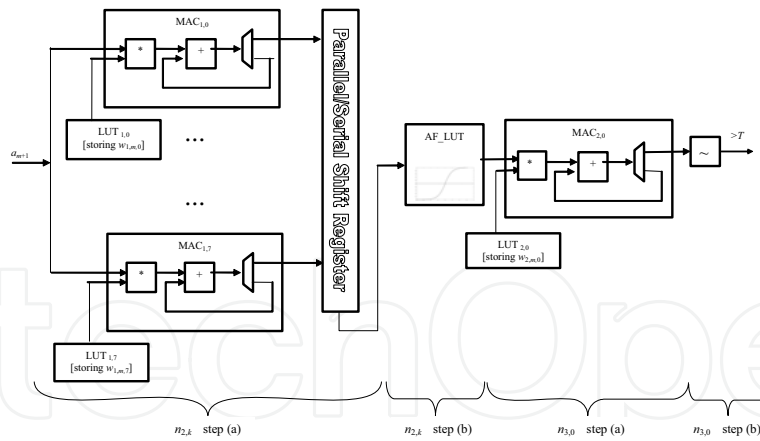 MAC1,0
*
+
LUT 1,0
[storing w1,m,0]
...
am+1
...
MAC1,7
*
+
LUT 1,7
[storing w1,m,7]
Parallel/Serial Shift Register
AF_LUT
MAC2,0
*
+
LUT2,0
[storing w2,m,0]
~
>T
n2,k step (a)
n2,k step (b)
n3,0 step (a)
n3,0 step (b)
techOpe